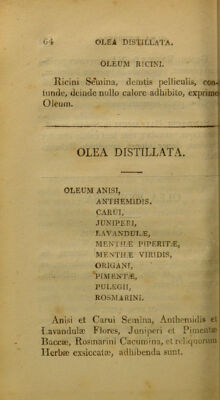 64 OLEA DISTILLATA.
OLEUM RICINI.
Ricini Semina, demtis pelliculis, con-
tunde, deinde nullo calore adhibito, exprime
Oleum.
OLEA DISTILLATA.
OLEUM ANISI,
ANTHEMIDIS,
CARUI,
JUNIPERI,
LAVANDULÆ,
MENTHÆ PIPERITÆ,
MENTHÆ VIRIDIS,
ORIGANI,
PIMENTÆ,
PULEGII,
ROSMARINI.
Anisi et Carui Semina, Anthemidis et
Lavandulæ Flores, Juniperi et Pimentæ
Baccæ, Rosmarini Cacumina, et reliquorum
Herbæ exsiccatæ, adhibenda sunt.